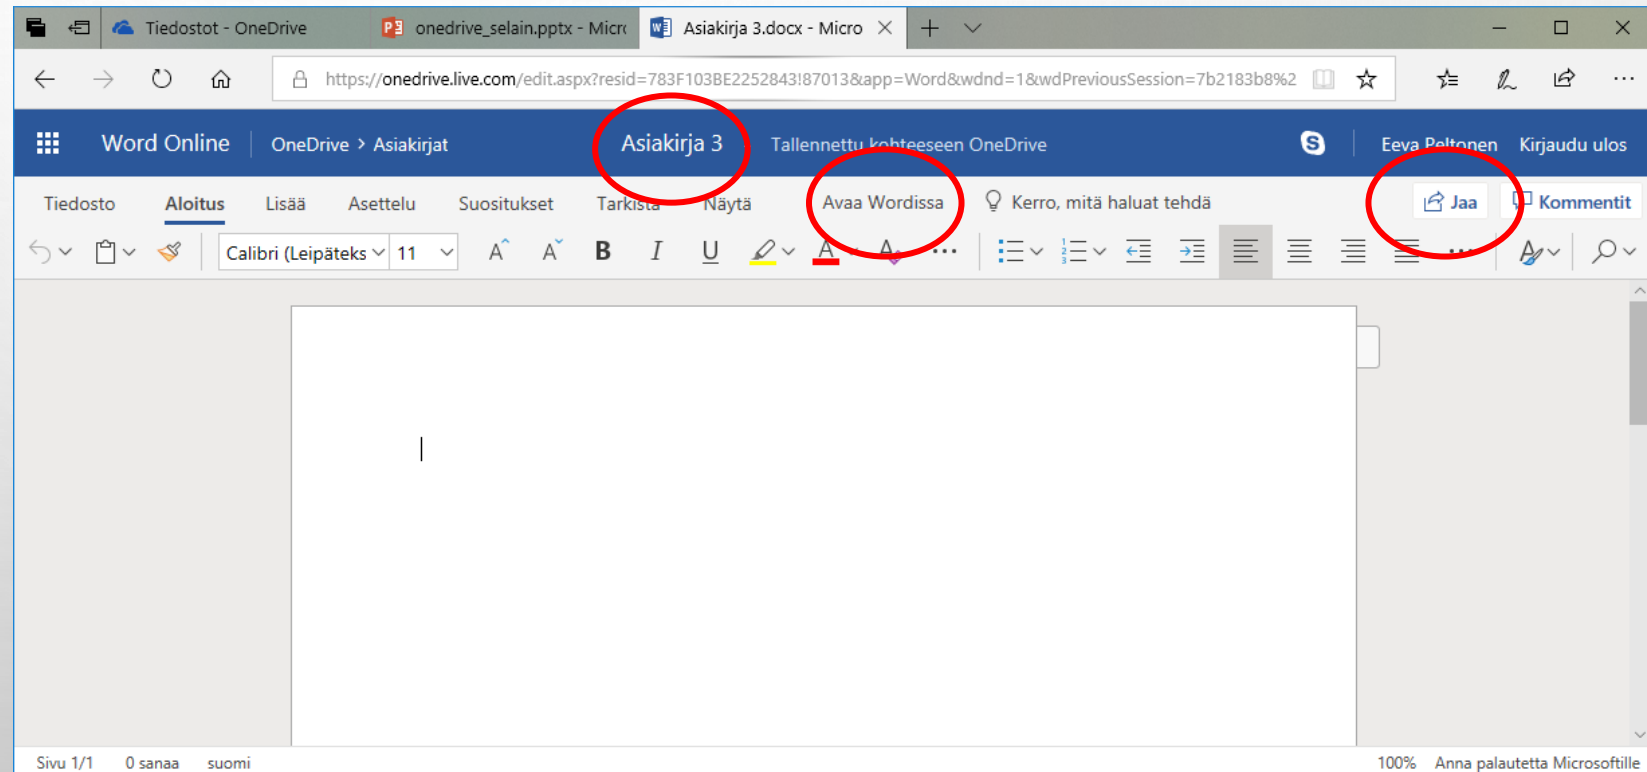 Tiedostot - OneDrive onedrive_selain.pptx - Micro Asiakirja 3.docx - Micro
https://onedrive.live.com/edit.aspx?resid=783F103BE2252843!87013&app=Word&wdnd=1&wdPreviousSession=7b2183b8%2
Word Online OneDrive > Asiakirjat Asiakirja 3 Tallennettu kohteeseen OneDrive Eeva Peltonen Kirjaudu ulos
Tiedosto Aloitus Lisää Asettelu Suositukset Tarkista Näytä Avaa Wordissa Kerro, mitä haluat tehdä Jaa Kommentit
Calibri (Leipäteks 11 A A B I U A A
Sivu 1/1 0 sanaa suomi 100% Anna palautetta Microsoftille